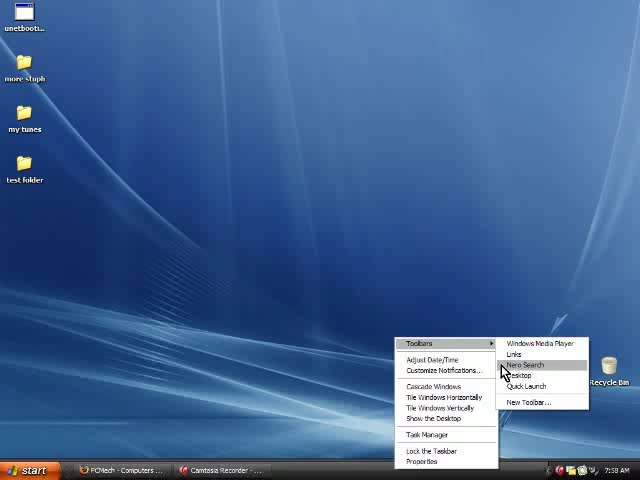 unetbooti...
more stuph
my tunes
test folder
Recycle Bin
Toolbars
Adjust Date/Time
Customize Notifications...
Cascade Windows
Tile Windows Horizontally
Tile Windows Vertically
Show the Desktop
Task Manager
Lock the Taskbar
Properties
Windows Media Player
Links
Nero Search
Desktop
Quick Launch
New Toolbar...
start
PCMech - Computers ...
Camtasia Recorder - ...
7:58 AM